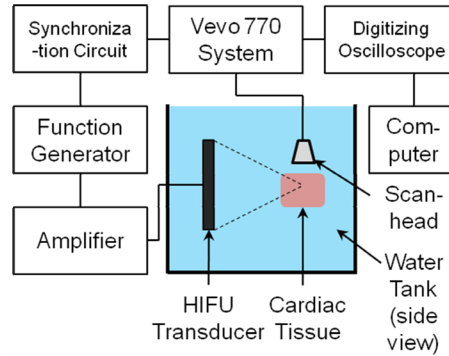 Synchroniza
-tion Circuit
Vevo 770
System
Digitizing
Oscilloscope
Function
Generator
Com-
puter
Amplifier
Scan-
head
HIFU
Transducer
Cardiac
Tissue
Water
Tank
(side
view)